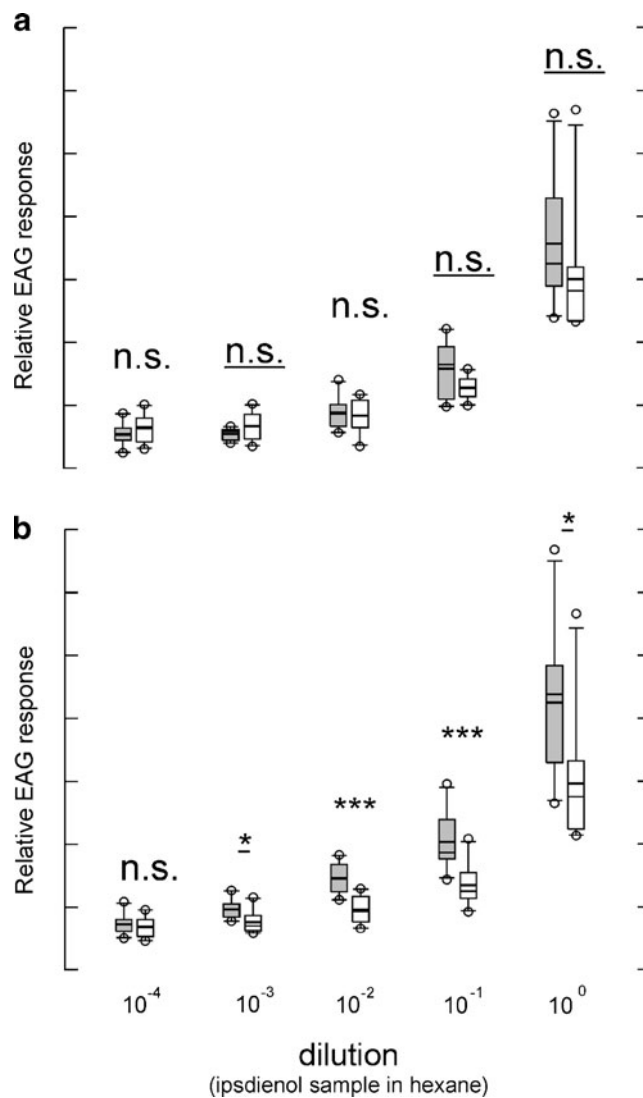 a
n.s.
n.s.
n.s.
n.s.
n.s.
Relative EAG response
b
*
***
***
*
n.s.
Relative EAG response
10⁻⁴ 10⁻³ 10⁻² 10⁻¹ 10⁰
dilution
(ipsdienol sample in hexane)